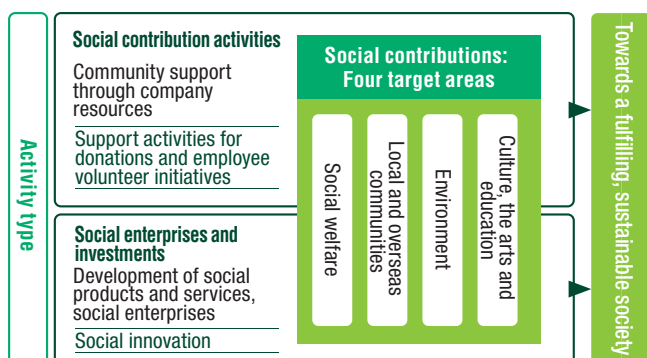 Activity type
Social contribution activities
Community support
through company
resources
Support activities for
donations and employee
volunteer initiatives
Social enterprises and
investments
Development of social
products and services,
social enterprises
Social innovation
Social contributions:
Four target areas
Social welfare
Local and overseas
communities
Environment
Culture, the arts and
education
Towards a fulfilling, sustainable society